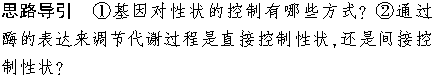 思路导引　①基因对性状的控制有哪些方式？②通过
酶的表达来调节代谢过程是直接控制性状,还是间接控
制性状？